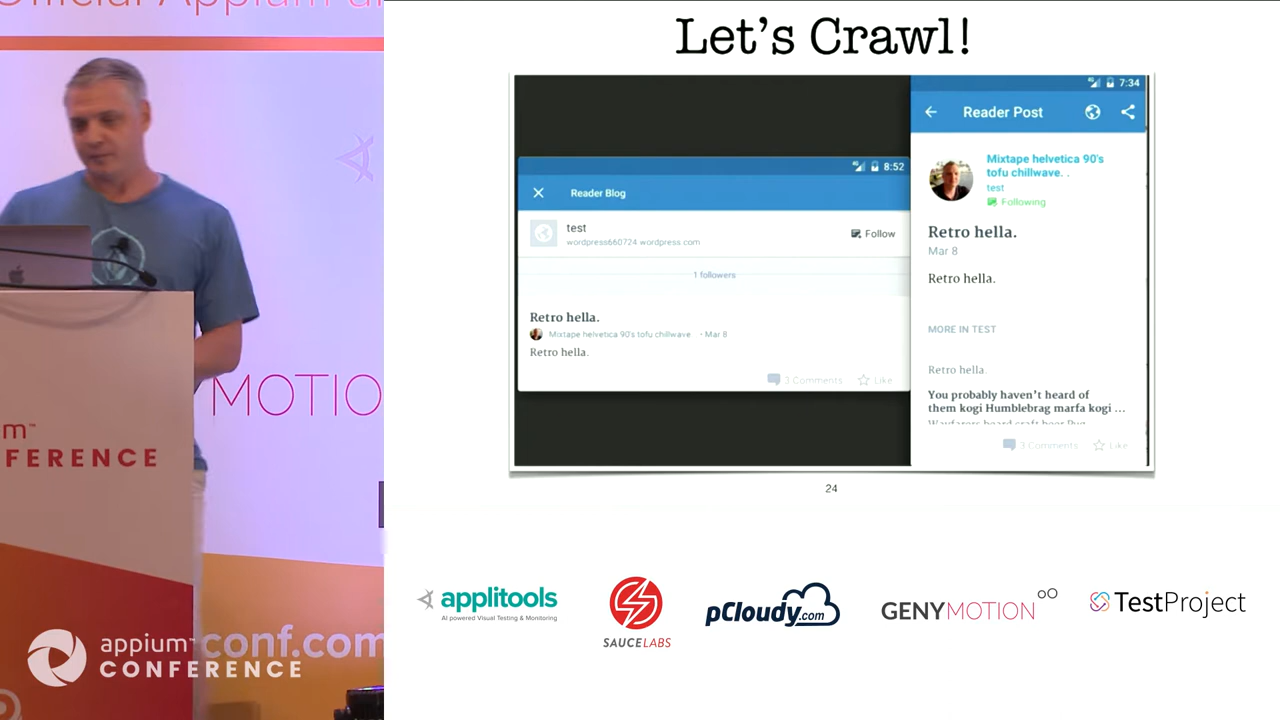 Official Appium
MOTIO
m™
FERENCE
conf.com
appium™
CONFERENCE
Let's Crawl!
8:52
Reader Blog
test
wordpress660724.wordpress.com
Follow
1 followers
Retro hella.
Mixtape helvetica 90's tofu chillwave - Mar 8
Retro hella.
3 Comments
Like
7:34
Reader Post
Mixtape helvetica 90's
tofu chillwave. .
test
Following
Retro hella.
Mar 8
Retro hella.
MORE IN TEST
Retro hella.
You probably haven't heard of
them kogi Humblebrag marfa kogi ...
3 Comments
Like
24
applitools
AI powered Visual Testing & Monitoring
SAUCELABS
pCloudy.com
GENYMOTION
TestProject